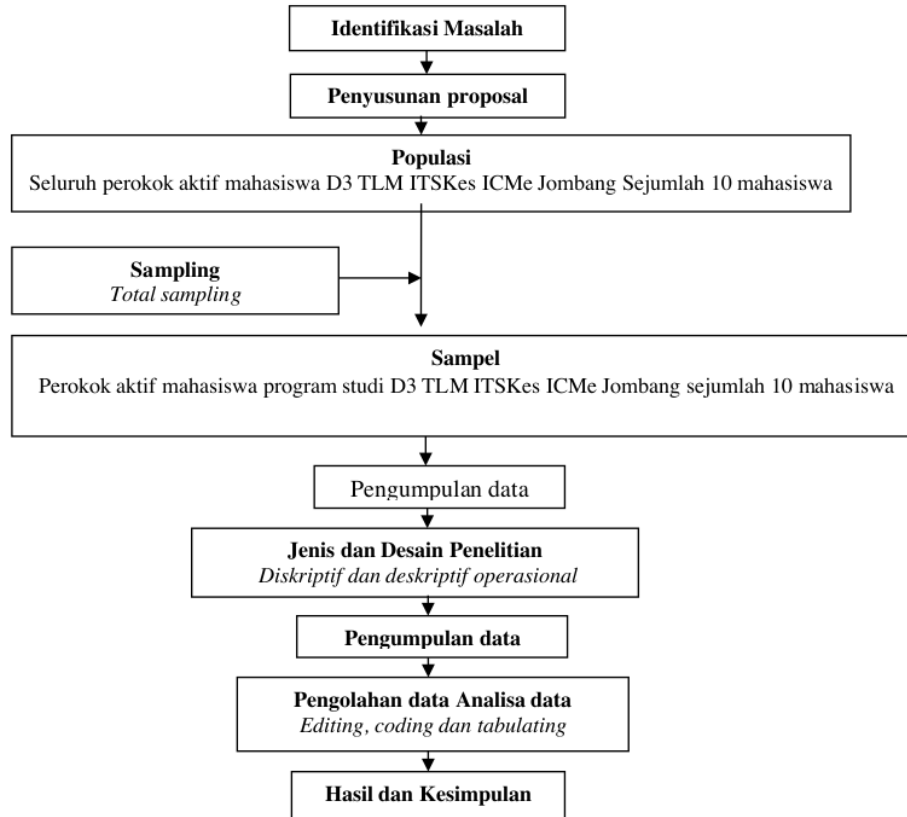 Identifikasi Masalah
Penyusunan proposal
Populasi
Seluruh perokok aktif mahasiswa D3 TLM ITSKes ICMe Jombang Sejumlah 10 mahasiswa
Sampling
Total sampling
Sampel
Perokok aktif mahasiswa program studi D3 TLM ITSKes ICMe Jombang sejumlah 10 mahasiswa
Pengumpulan data
Jenis dan Desain Penelitian
Diskriptif dan deskriptif operasional
Pengumpulan data
Pengolahan data Analisa data
Editing, coding dan tabulating
Hasil dan Kesimpulan